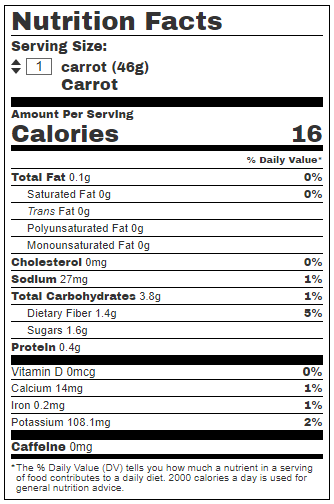 Nutrition Facts
Serving Size:
1 carrot (46g)
Carrot
Amount Per Serving
Calories 16
% Daily Value*
Total Fat 0.1g 0%
Saturated Fat 0g 0%
Trans Fat 0g
Polyunsaturated Fat 0g
Monounsaturated Fat 0g
Cholesterol 0mg 0%
Sodium 27mg 1%
Total Carbohydrates 3.8g 1%
Dietary Fiber 1.4g 5%
Sugars 1.6g
Protein 0.4g
Vitamin D 0mcg 0%
Calcium 14mg 1%
Iron 0.2mg 1%
Potassium 108.1mg 2%
Caffeine 0mg
*The % Daily Value (DV) tells you how much a nutrient in a serving
of food contributes to a daily diet. 2000 calories a day is used for
general nutrition advice.